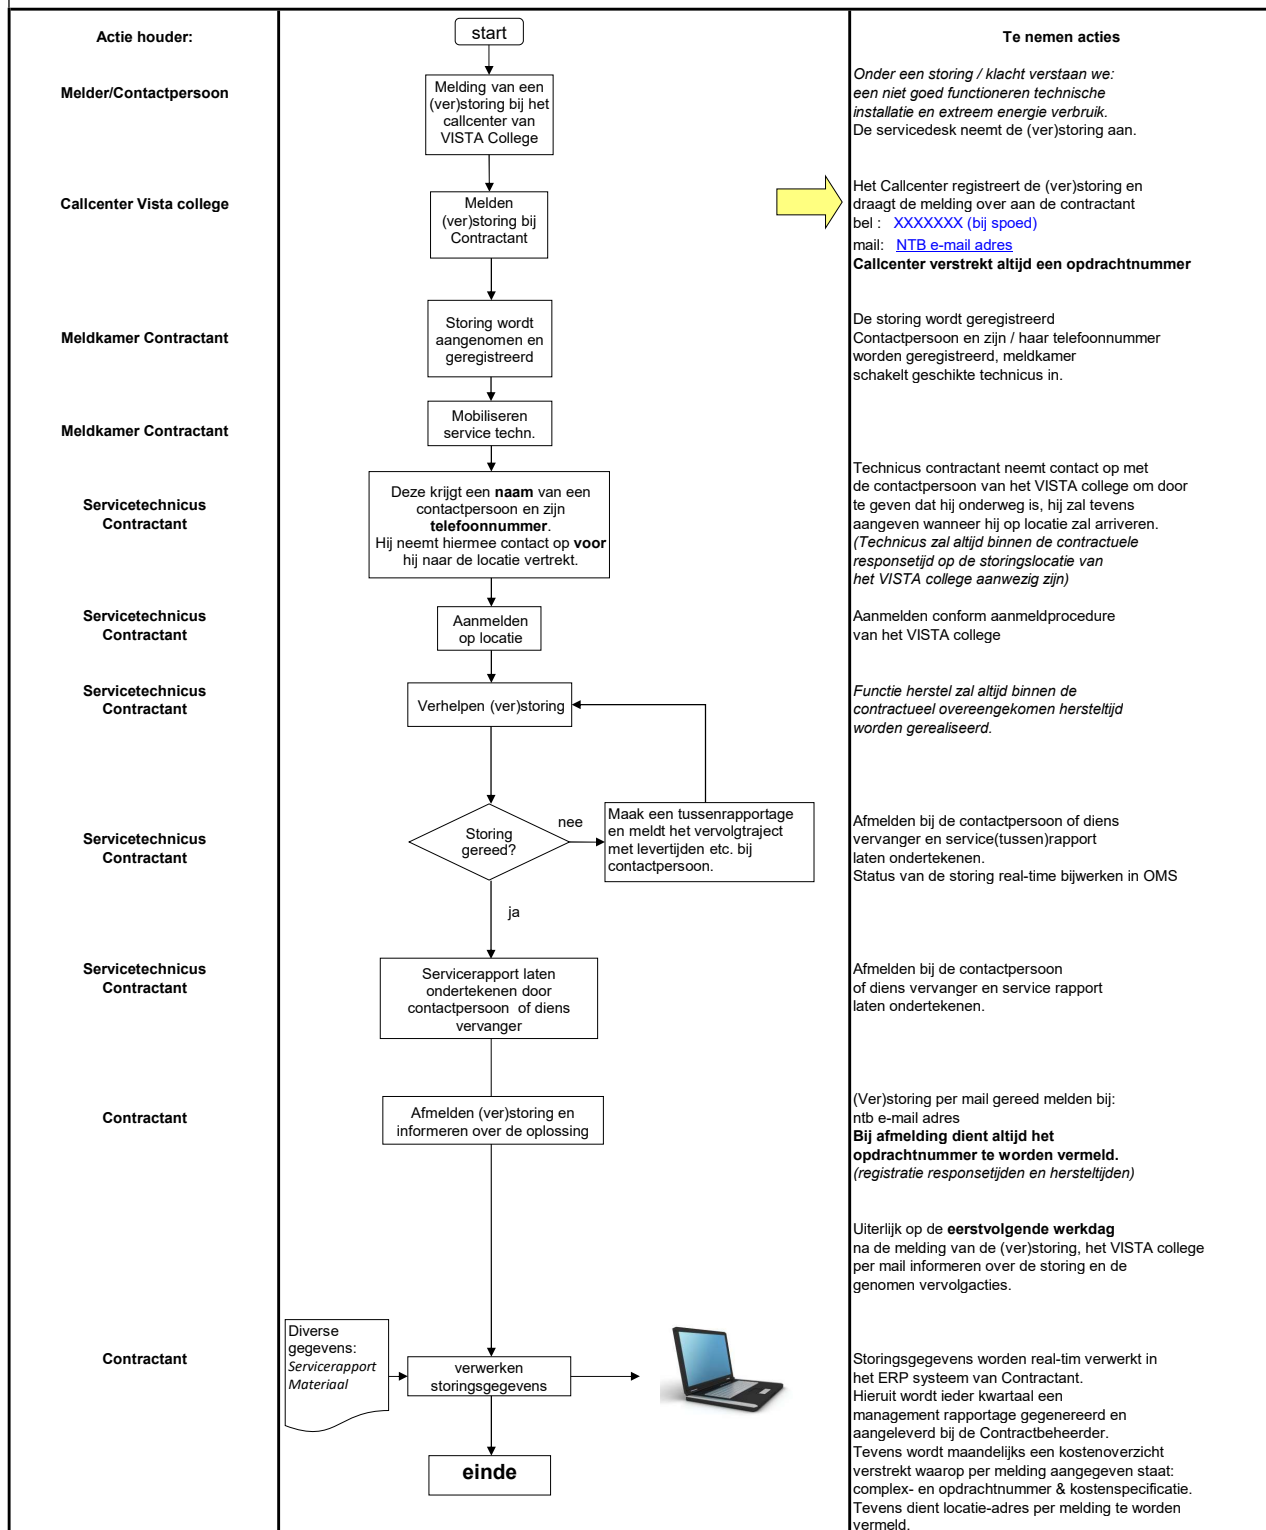 Actie houder:
start
Te nemen acties
Melder/Contactpersoon
Melding van een
(ver)storing bij het
callcenter van
VISTA College
Onder een storing / klacht verstaan we:
een niet goed functioneren technische
installatie en extreem energie verbruik.
De servicedesk neemt de (ver)storing aan.
Callcenter Vista college
Melden
(ver)storing bij
Contractant
Het Callcenter registreert de (ver)storing en
draagt de melding over aan de contractant
bel : XXXXXXX (bij spoed)
mail: NTB e-mail adres
Callcenter verstrekt altijd een opdrachtnummer
Meldkamer Contractant
Storing wordt
aangenomen en
geregistreerd
De storing wordt geregistreerd
Contactpersoon en zijn / haar telefoonnummer
worden geregistreerd, meldkamer
schakelt geschikte technicus in.
Meldkamer Contractant
Mobiliseren
service techn.
Servicetechnicus
Contractant
Deze krijgt een naam van een
contactpersoon en zijn
telefoonnummer.
Hij neemt hiermee contact op voor
hij naar de locatie vertrekt.
Technicus contractant neemt contact op met
de contactpersoon van het VISTA college om door
te geven dat hij onderweg is, hij zal tevens
aangeven wanneer hij op locatie zal arriveren.
(Technicus zal altijd binnen de contractuele
responsetijd op de storingslocatie van
het VISTA college aanwezig zijn)
Servicetechnicus
Contractant
Aanmelden
op locatie
Aanmelden conform aanmeldprocedure
van het VISTA college
Servicetechnicus
Contractant
Verhelpen (ver)storing
Functie herstel zal altijd binnen de
contractueel overeengekomen hersteltijd
worden gerealiseerd.
Servicetechnicus
Contractant
Storing
gereed?
nee
Maak een tussenrapportage
en meldt het vervolgtraject
met levertijden etc. bij
contactpersoon.
Afmelden bij de contactpersoon of diens
vervanger en service(tussen)rapport
laten ondertekenen.
Status van de storing real-time bijwerken in OMS
ja
Servicetechnicus
Contractant
Servicerapport laten
ondertekenen door
contactpersoon of diens
vervanger
Afmelden bij de contactpersoon
of diens vervanger en service rapport
laten ondertekenen.
Contractant
Afmelden (ver)storing en
informeren over de oplossing
(Ver)storing per mail gereed melden bij:
ntb e-mail adres
Bij afmelding dient altijd het
opdrachtnummer te worden vermeld.
(registratie responsetijden en hersteltijden)
Uiterlijk op de eerstvolgende werkdag
na de melding van de (ver)storing, het VISTA college
per mail informeren over de storing en de
genomen vervolgacties.
Contractant
Diverse
gegevens:
Servicerapport
Materiaal
verwerken
storingsgegevens
Storingsgegevens worden real-tim verwerkt in
het ERP systeem van Contractant.
Hieruit wordt ieder kwartaal een
management rapportage gegenereerd en
aangeleverd bij de Contractbeheerder.
Tevens wordt maandelijks een kostenoverzicht
verstrekt waarop per melding aangegeven staat:
complex- en opdrachtnummer & kostenspecificatie.
Tevens dient locatie-adres per melding te worden
vermeld.
einde